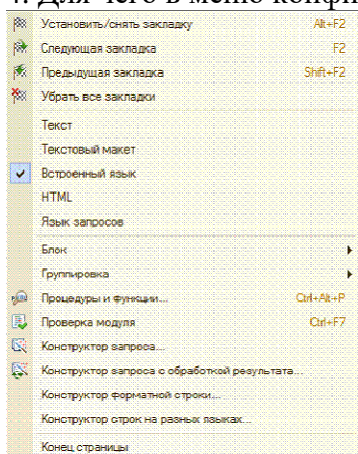 4. Для чего в меню конфи
Установить/снять закладку Alt+F2
Следующая закладка F2
Предыдущая закладка Shift+F2
Убрать все закладки
Текст
Текстовый макет
Встроенный язык
HTML
Язык запросов
Блок
Группировка
Процедуры и функции... Ctrl+Alt+P
Проверка модуля Ctrl+F7
Конструктор запроса...
Конструктор запроса с обработкой результата...
Конструктор форматной строки...
Конструктор строк на разных языках...
Конец страницы